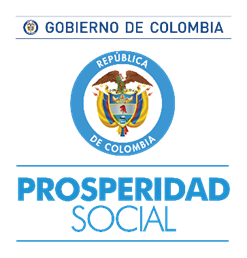 GOBIERNO DE COLOMBIA
REPÚBLICA
DE COLOMBIA
PROSPERIDAD
SOCIAL